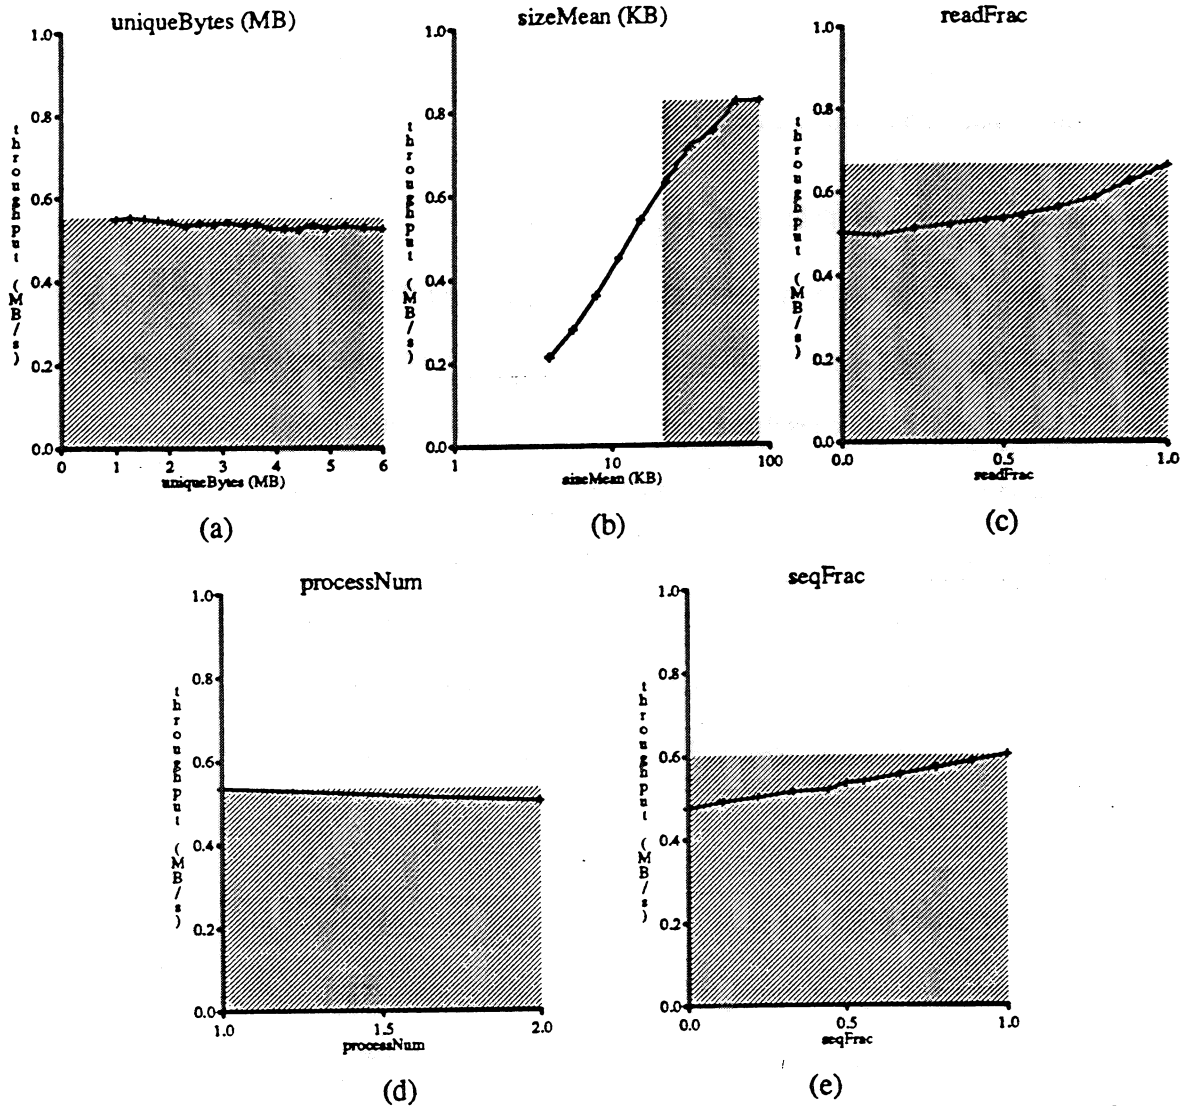 uniqueBytes (MB)
1.0
0.8
0.6
0.4
0.2
0.0
throughput (MB/s)
0 1 2 3 4 5 6
uniqueBytes (MB)
(a)
sizeMean (KB)
1.0
0.8
0.6
0.4
0.2
0.0
throughput (MB/s)
1 10 100
sizeMean (KB)
(b)
readFrac
1.0
0.8
0.6
0.4
0.2
0.0
throughput (MB/s)
0.0 0.5 1.0
readFrac
(c)
processNum
1.0
0.8
0.6
0.4
0.2
0.0
throughput (MB/s)
1.0 1.5 2.0
processNum
(d)
seqFrac
1.0
0.8
0.6
0.4
0.2
0.0
throughput (MB/s)
0.0 0.5 1.0
seqFrac
(e)